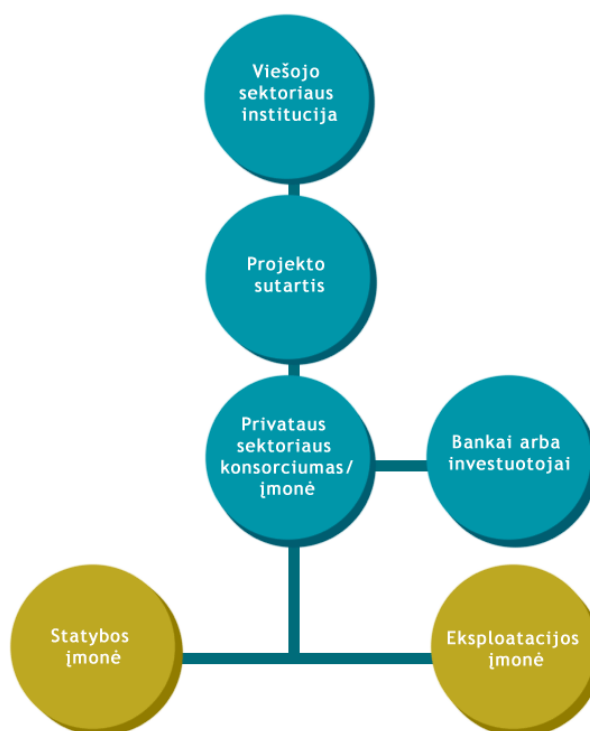 Viešojo
sektoriaus
institucija
Projekto
sutartis
Privataus
sektoriaus
konsorciumas/
įmonė
Bankai arba
investuotojai
Statybos
įmonė
Eksploatacijos
įmonė